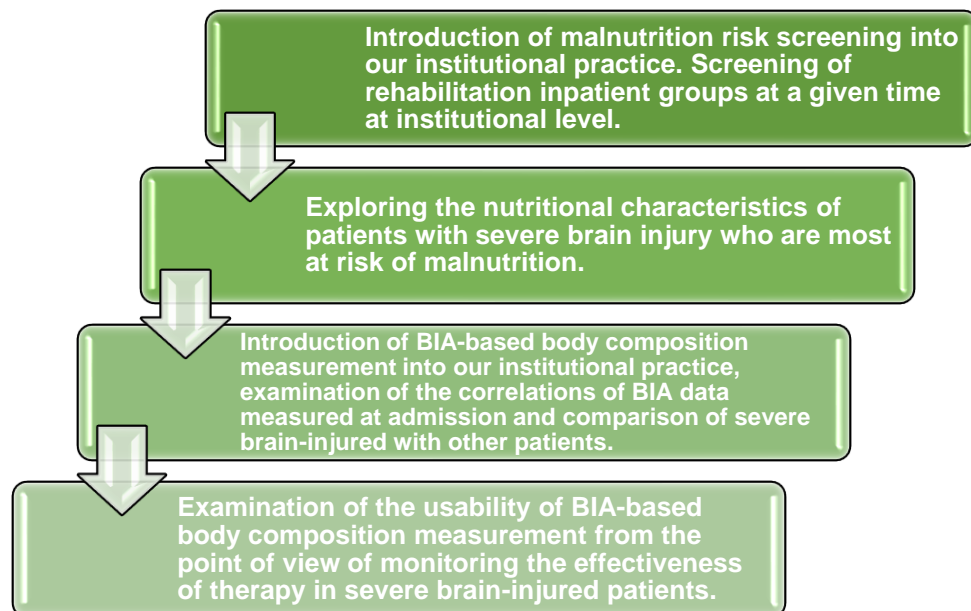 Introduction of malnutrition risk screening into
our institutional practice. Screening of
rehabilitation inpatient groups at a given time
at institutional level.
Exploring the nutritional characteristics of
patients with severe brain injury who are most
at risk of malnutrition.
Introduction of BIA-based body composition
measurement into our institutional practice,
examination of the correlations of BIA data
measured at admission and comparison of severe
brain-injured with other patients.
Examination of the usability of BIA-based
body composition measurement from the
point of view of monitoring the effectiveness
of therapy in severe brain-injured patients.